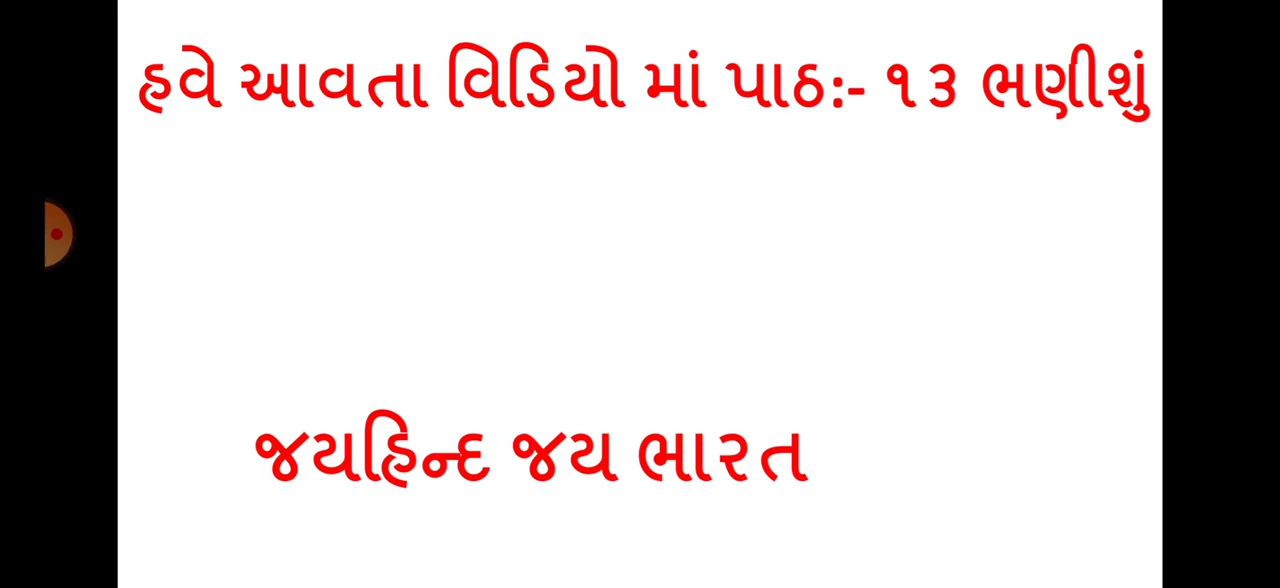 હવે આવતા વિડિયો માં પાઠ:- ૧૩ ભણીશું
જયહિન્દ જય ભારત